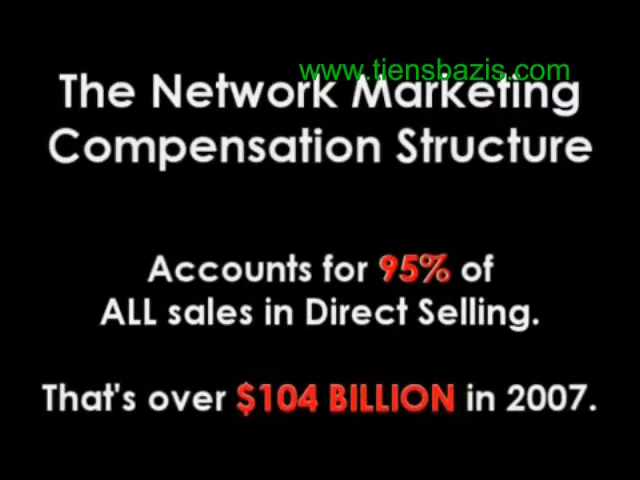 www.tiensbazis.com
The Network Marketing
Compensation Structure
Accounts for 95% of
ALL sales in Direct Selling.
That's over $104 BILLION in 2007.